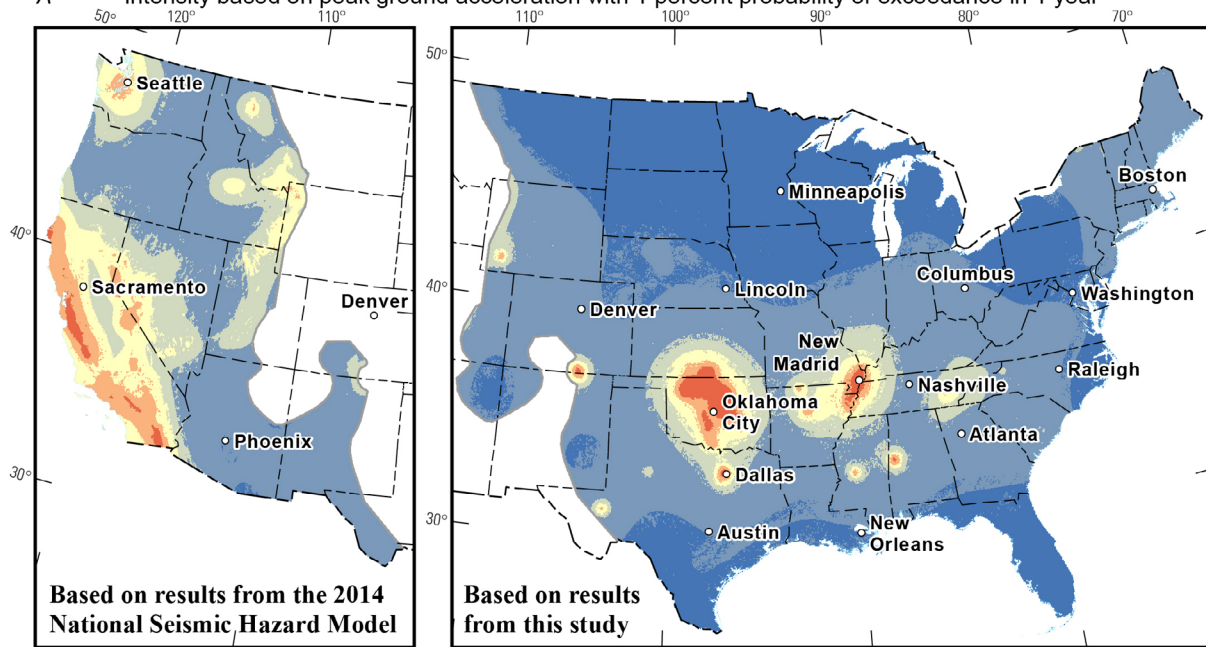 A Intensity based on peak ground acceleration with 1 percent probability of exceedance in 1 year
50° 120° 110°
110° 100° 90° 80° 70°
50°
Seattle
Minneapolis
Boston
40°
Sacramento
Denver
40°
Denver
Lincoln
Columbus
Washington
New
Madrid
Nashville
Raleigh
Oklahoma
City
Atlanta
Phoenix
Dallas
30°
30°
Austin
New
Orleans
Based on results from the 2014
National Seismic Hazard Model
Based on results
from this study